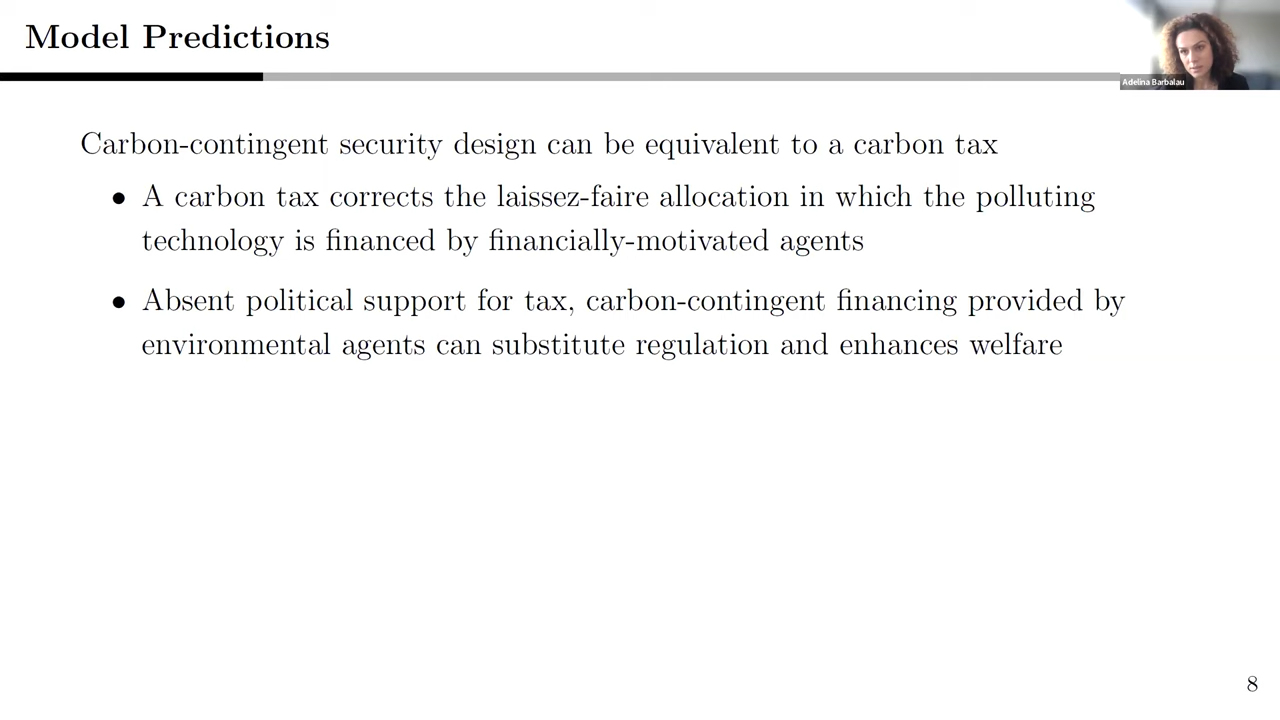 Model Predictions
Adelina Barbalau
Carbon-contingent security design can be equivalent to a carbon tax
• A carbon tax corrects the laissez-faire allocation in which the polluting
technology is financed by financially-motivated agents
• Absent political support for tax, carbon-contingent financing provided by
environmental agents can substitute regulation and enhances welfare
8